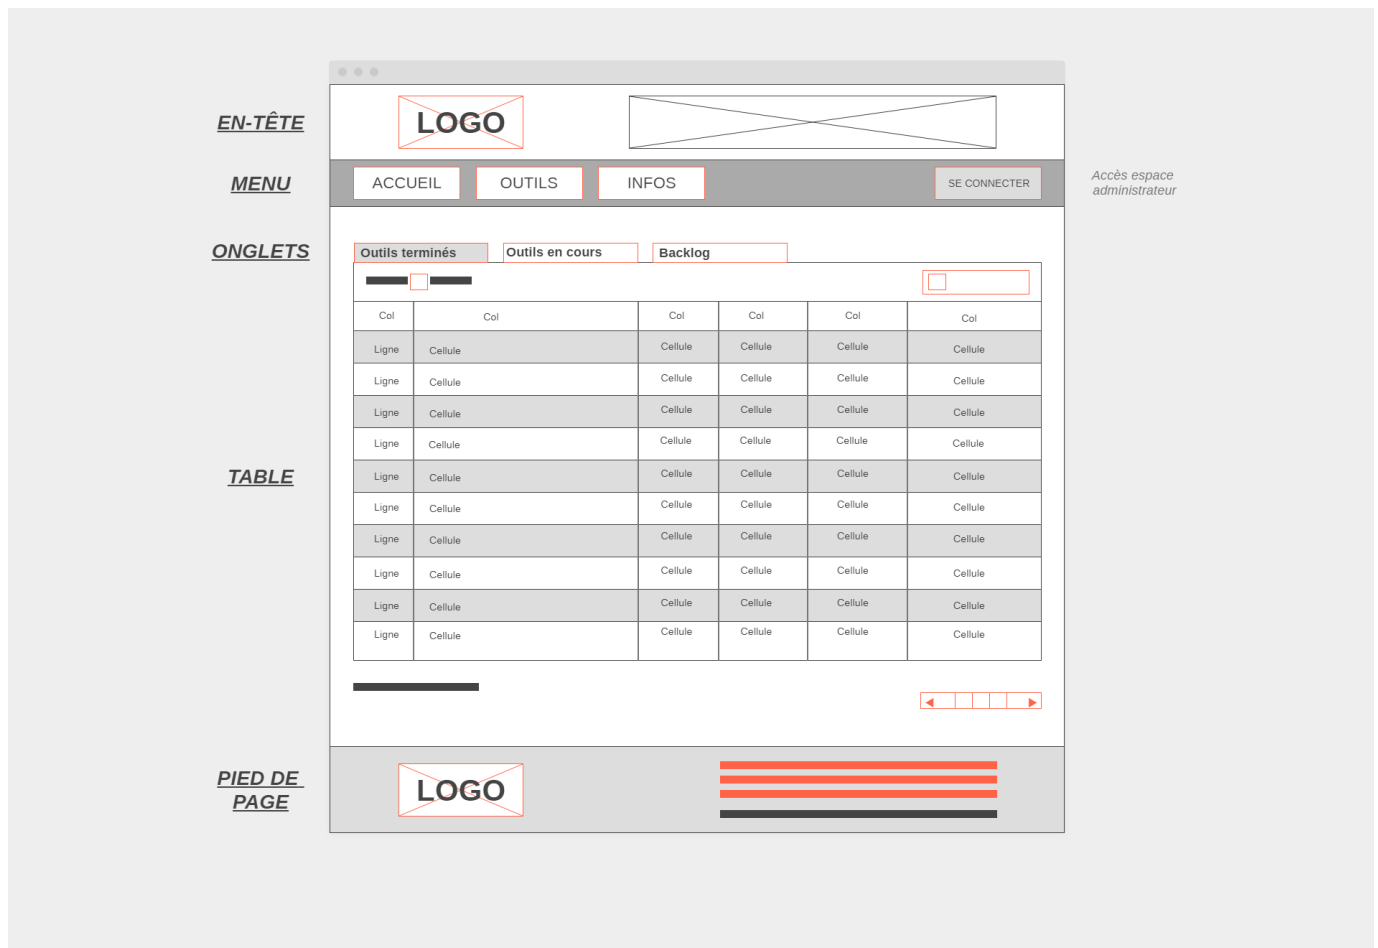 EN-TÊTE
LOGO
MENU
ACCUEIL
OUTILS
INFOS
SE CONNECTER
Accès espace
administrateur
ONGLETS
Outils terminés
Outils en cours
Backlog
Col Col Col Col Col Col
Ligne Cellule Cellule Cellule Cellule Cellule
Ligne Cellule Cellule Cellule Cellule Cellule
Ligne Cellule Cellule Cellule Cellule Cellule
Ligne Cellule Cellule Cellule Cellule Cellule
TABLE
Ligne Cellule Cellule Cellule Cellule Cellule
Ligne Cellule Cellule Cellule Cellule Cellule
Ligne Cellule Cellule Cellule Cellule Cellule
Ligne Cellule Cellule Cellule Cellule Cellule
Ligne Cellule Cellule Cellule Cellule Cellule
Ligne Cellule Cellule Cellule Cellule Cellule
PIED DE
PAGE
LOGO